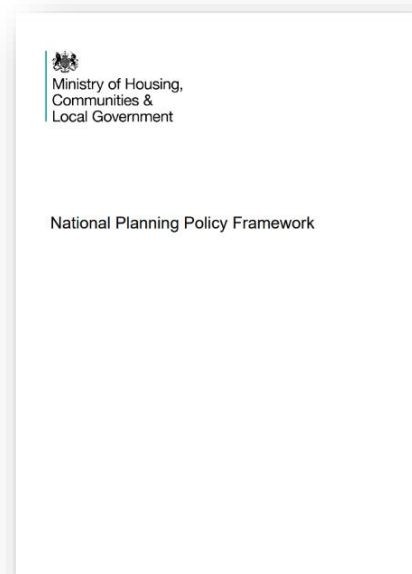 Ministry of Housing,
Communities &
Local Government
National Planning Policy Framework